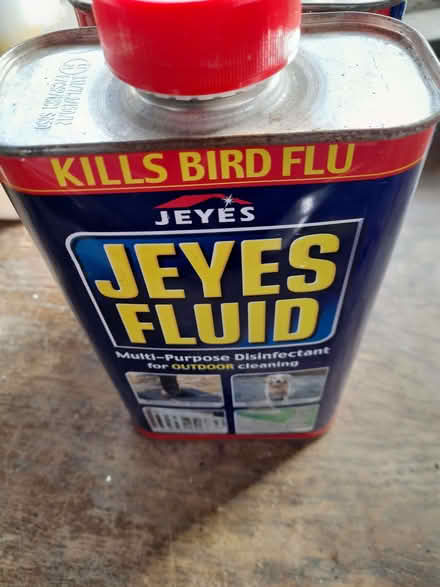 KILLS BIRD FLU
JEYES
JEYES
FLUID
Multi-Purpose Disinfectant
for OUTDOOR cleaning